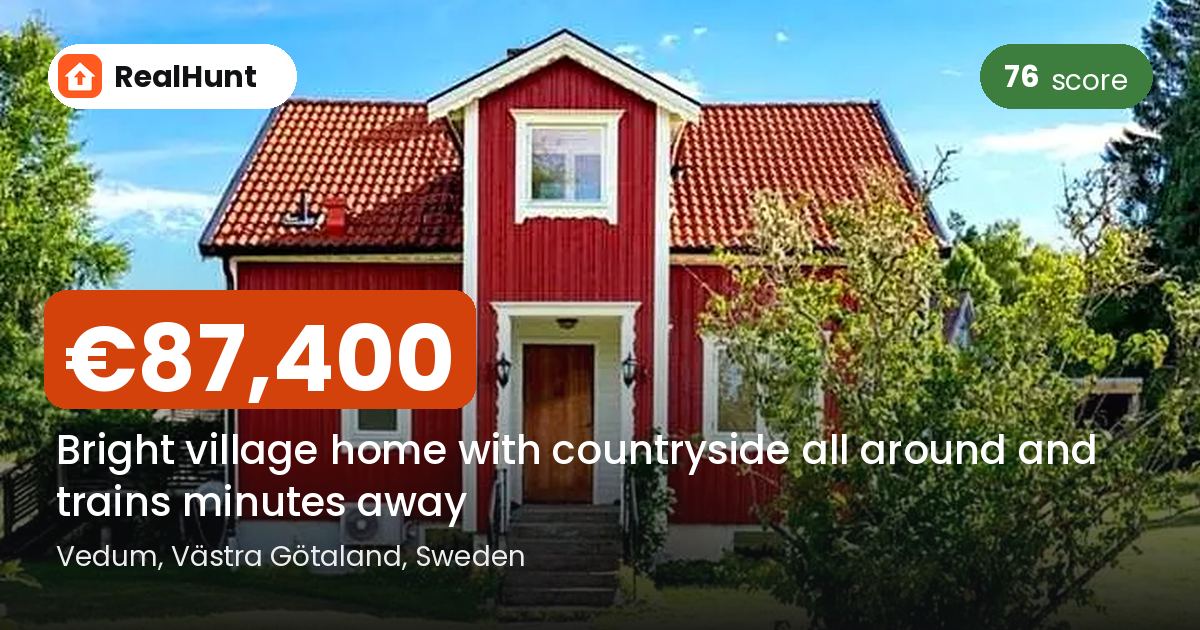 RealHunt
76 score
€87,400
Bright village home with countryside all around and
trains minutes away
Vedum, Västra Götaland, Sweden